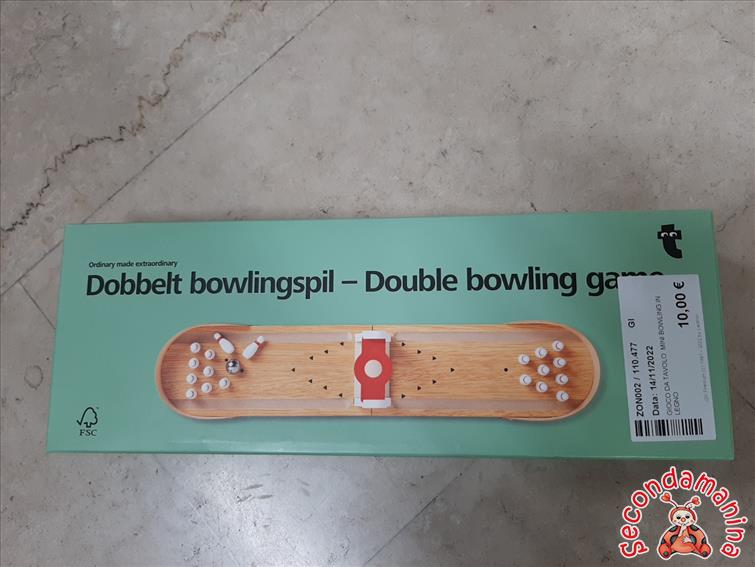 Ordinary made extraordinary
Dobbelt bowlingspil – Double bowling game
FSC
ZON002 / 110.477 GI
Data: 14/11/2022
GIOCO DA TAVOLO MINI BOWLING IN
LEGNO
10,00 €
Secondamanina